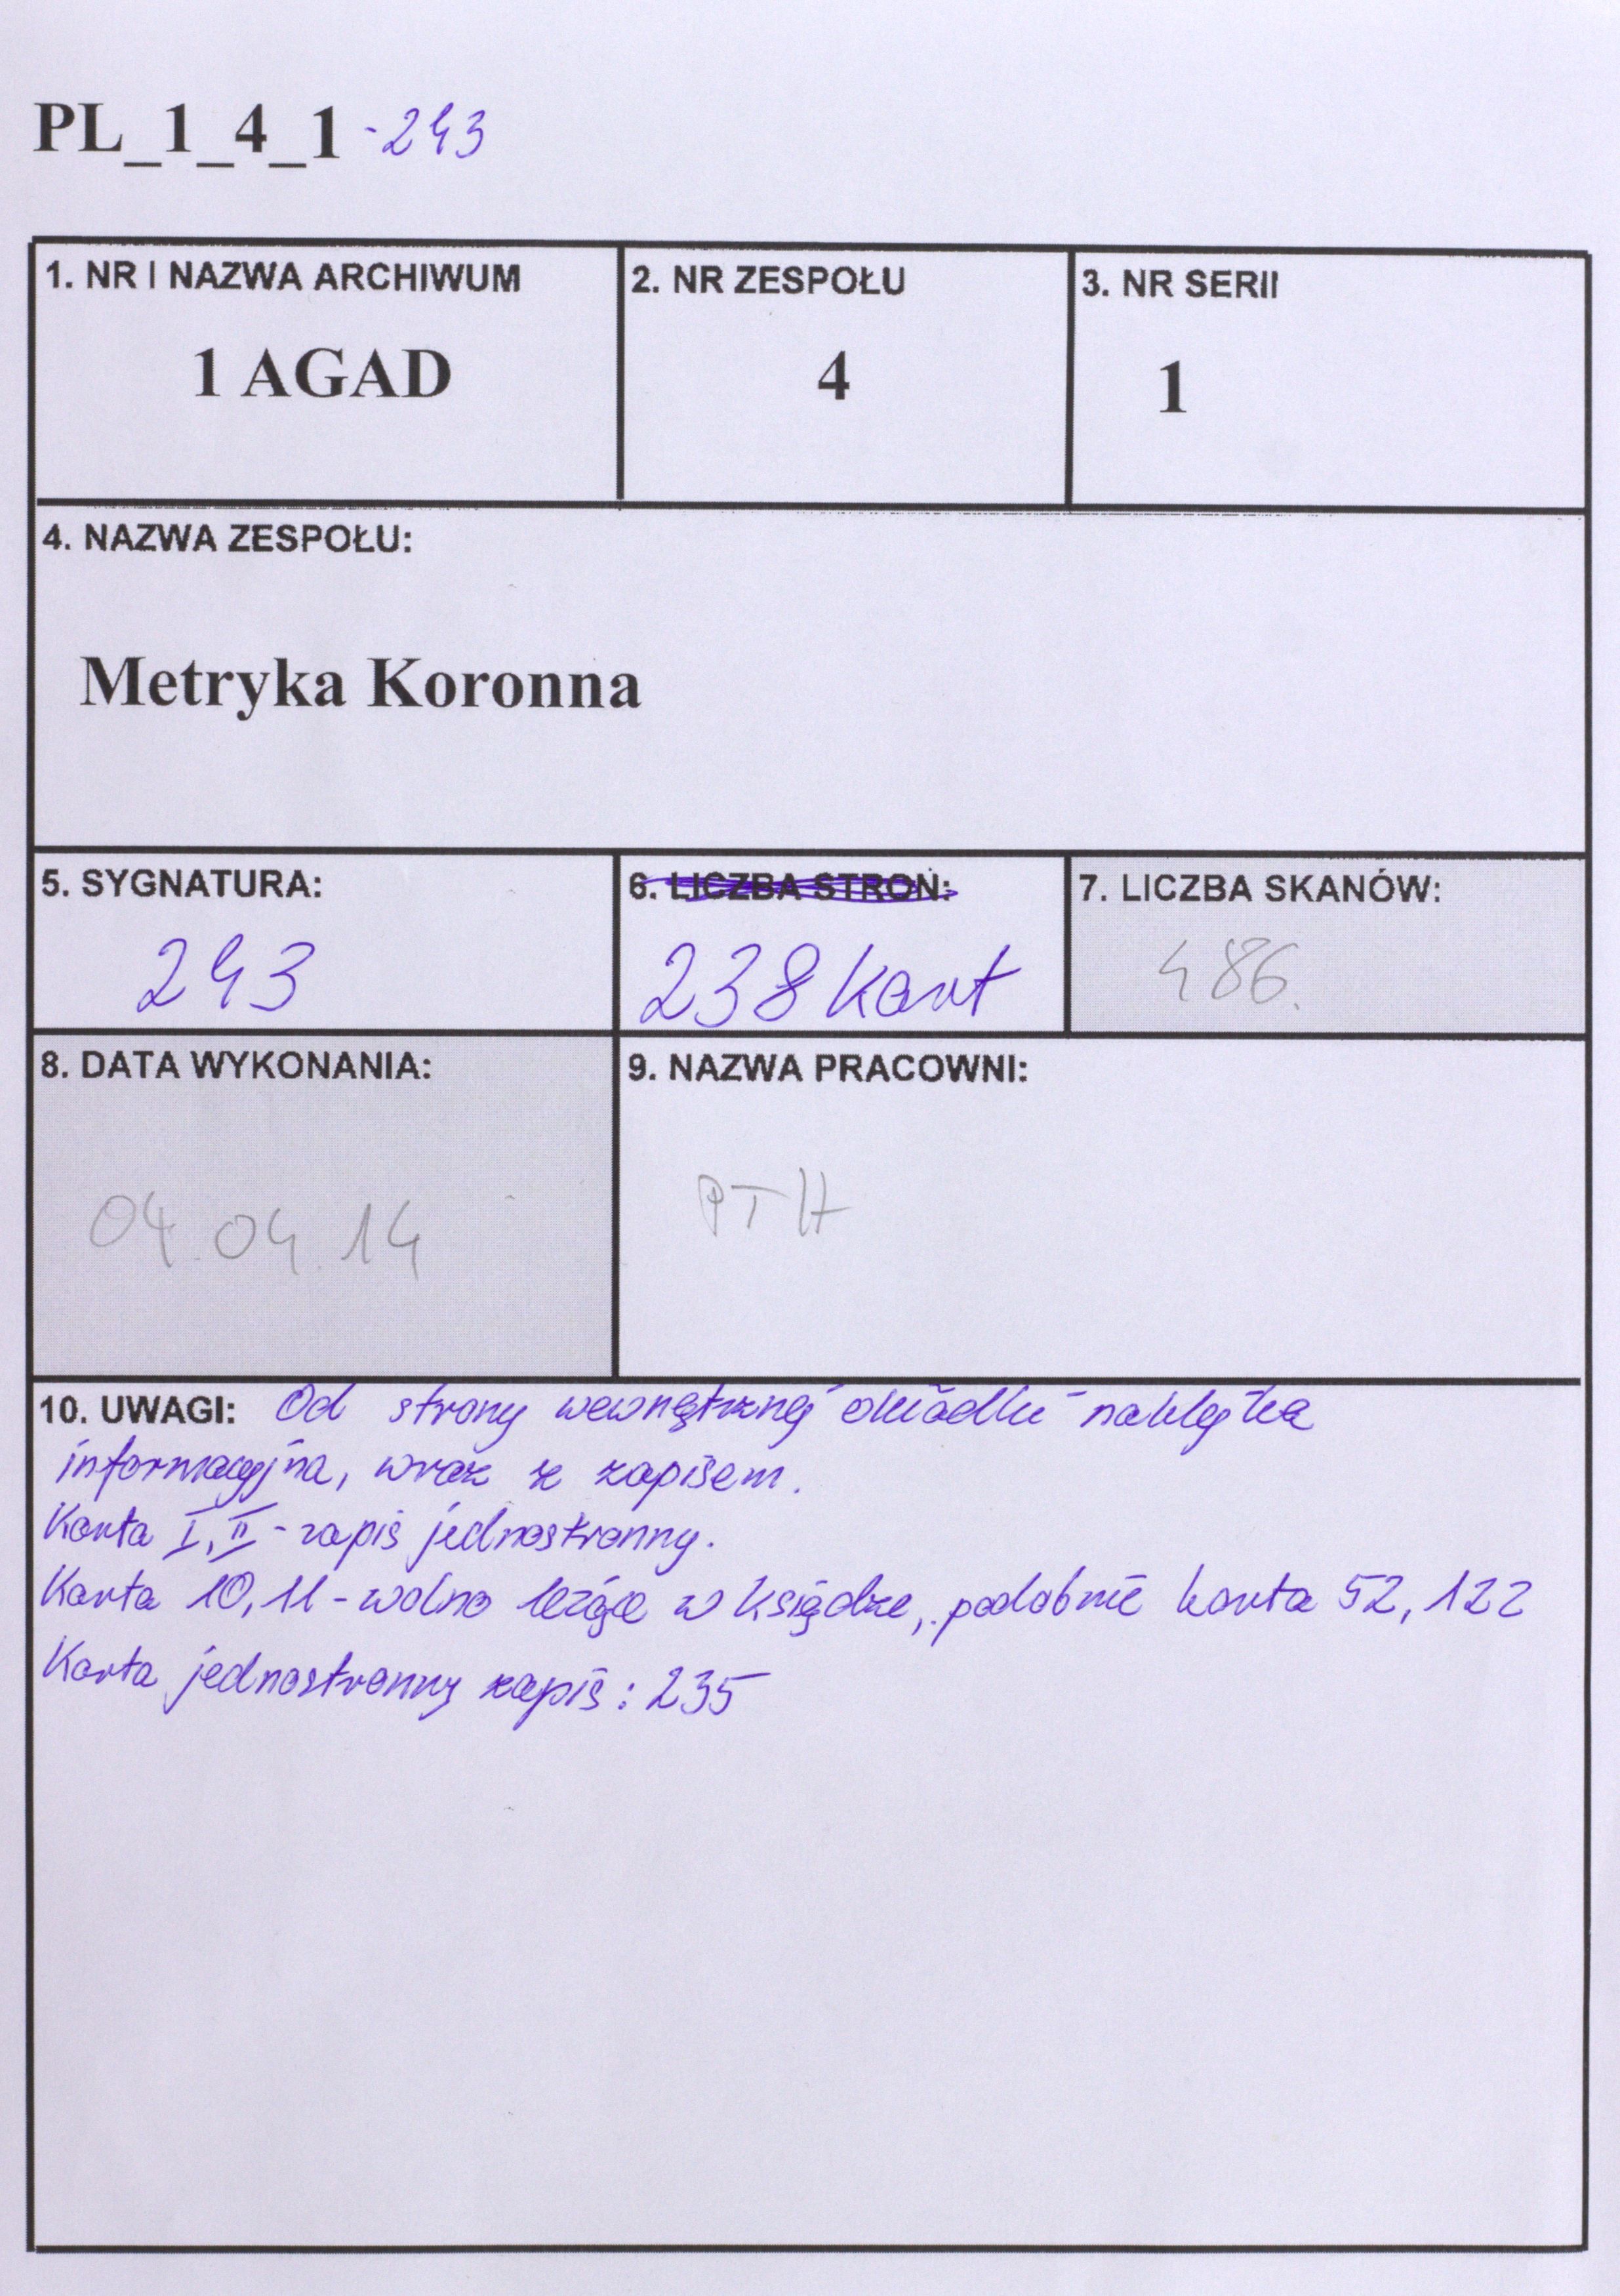 PL_1_4_1 -243
1. NR I NAZWA ARCHIWUM
1 AGAD
2. NR ZESPOŁU
4
3. NR SERII
1
4. NAZWA ZESPOŁU:
Metryka Koronna
5. SYGNATURA:
243
6. LICZBA STRON:
238 kart
7. LICZBA SKANÓW:
486.
8. DATA WYKONANIA:
04.04.14
9. NAZWA PRACOWNI:
PTH
10. UWAGI: Od strony wewnętrznej okładki naklejka
informacyjna, wraz z zapisem.
Karta I, II - zapis jednostronny.
Karta 10, 11 - wolno leżące w księdze, podobnie karta 52, 122
Karta jednostronny zapis: 235